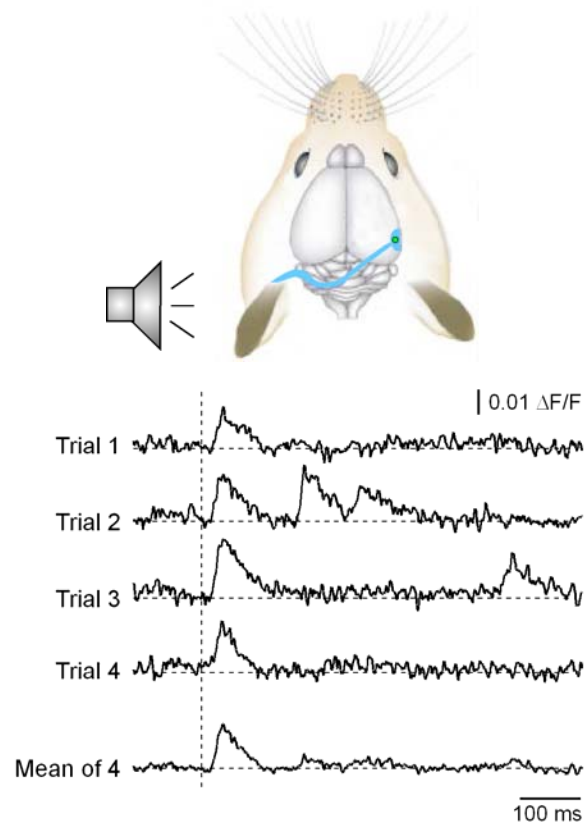 0.01 ΔF/F
Trial 1
Trial 2
Trial 3
Trial 4
Mean of 4
100 ms